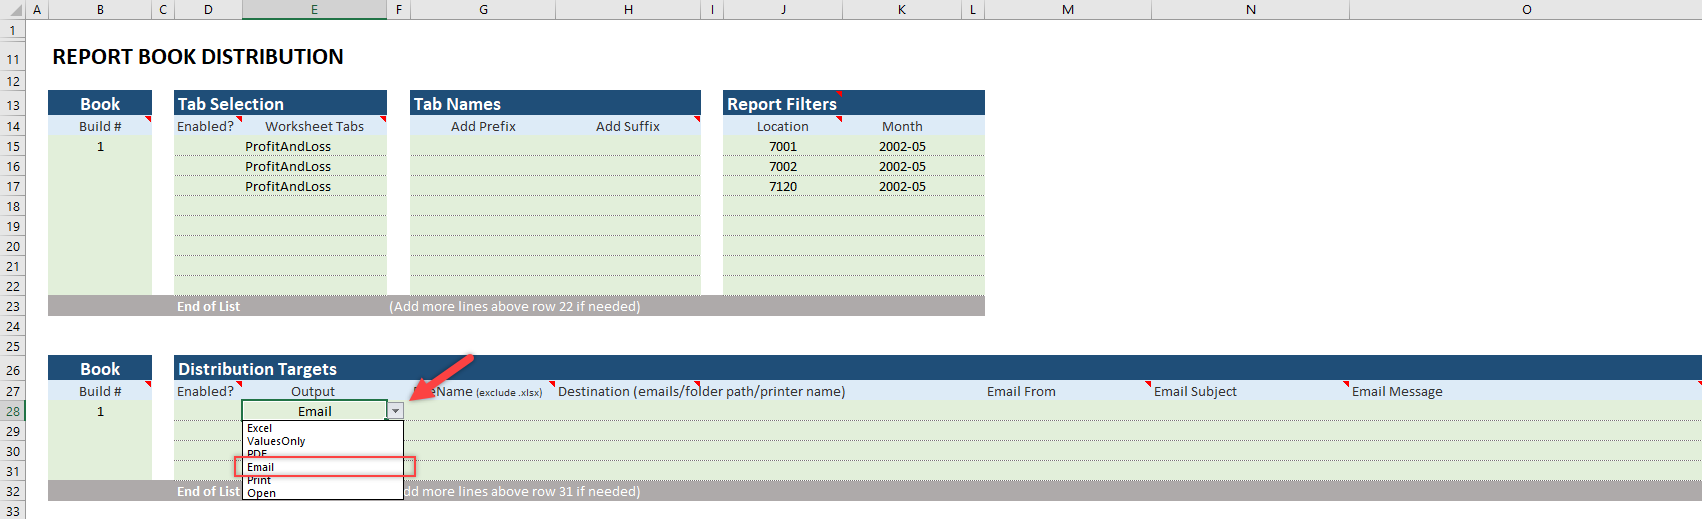 A B C D E F G H I J K L M N O
1
11 REPORT BOOK DISTRIBUTION
12
13 Book Tab Selection Tab Names Report Filters
14 Build # Enabled? Worksheet Tabs Add Prefix Add Suffix Location Month
15 1 ProfitAndLoss 7001 2002-05
16 ProfitAndLoss 7002 2002-05
17 ProfitAndLoss 7120 2002-05
18
19
20
21
22
23 End of List (Add more lines above row 22 if needed)
24
25
26 Book Distribution Targets
27 Build # Enabled? Output eName (exclude .xlsx) Destination (emails/folder path/printer name) Email From Email Subject Email Message
28 1 Email
Excel
29 ValuesOnly
30 PDF
31 Email
Print
32 End of List Open dd more lines above row 31 if needed)
33